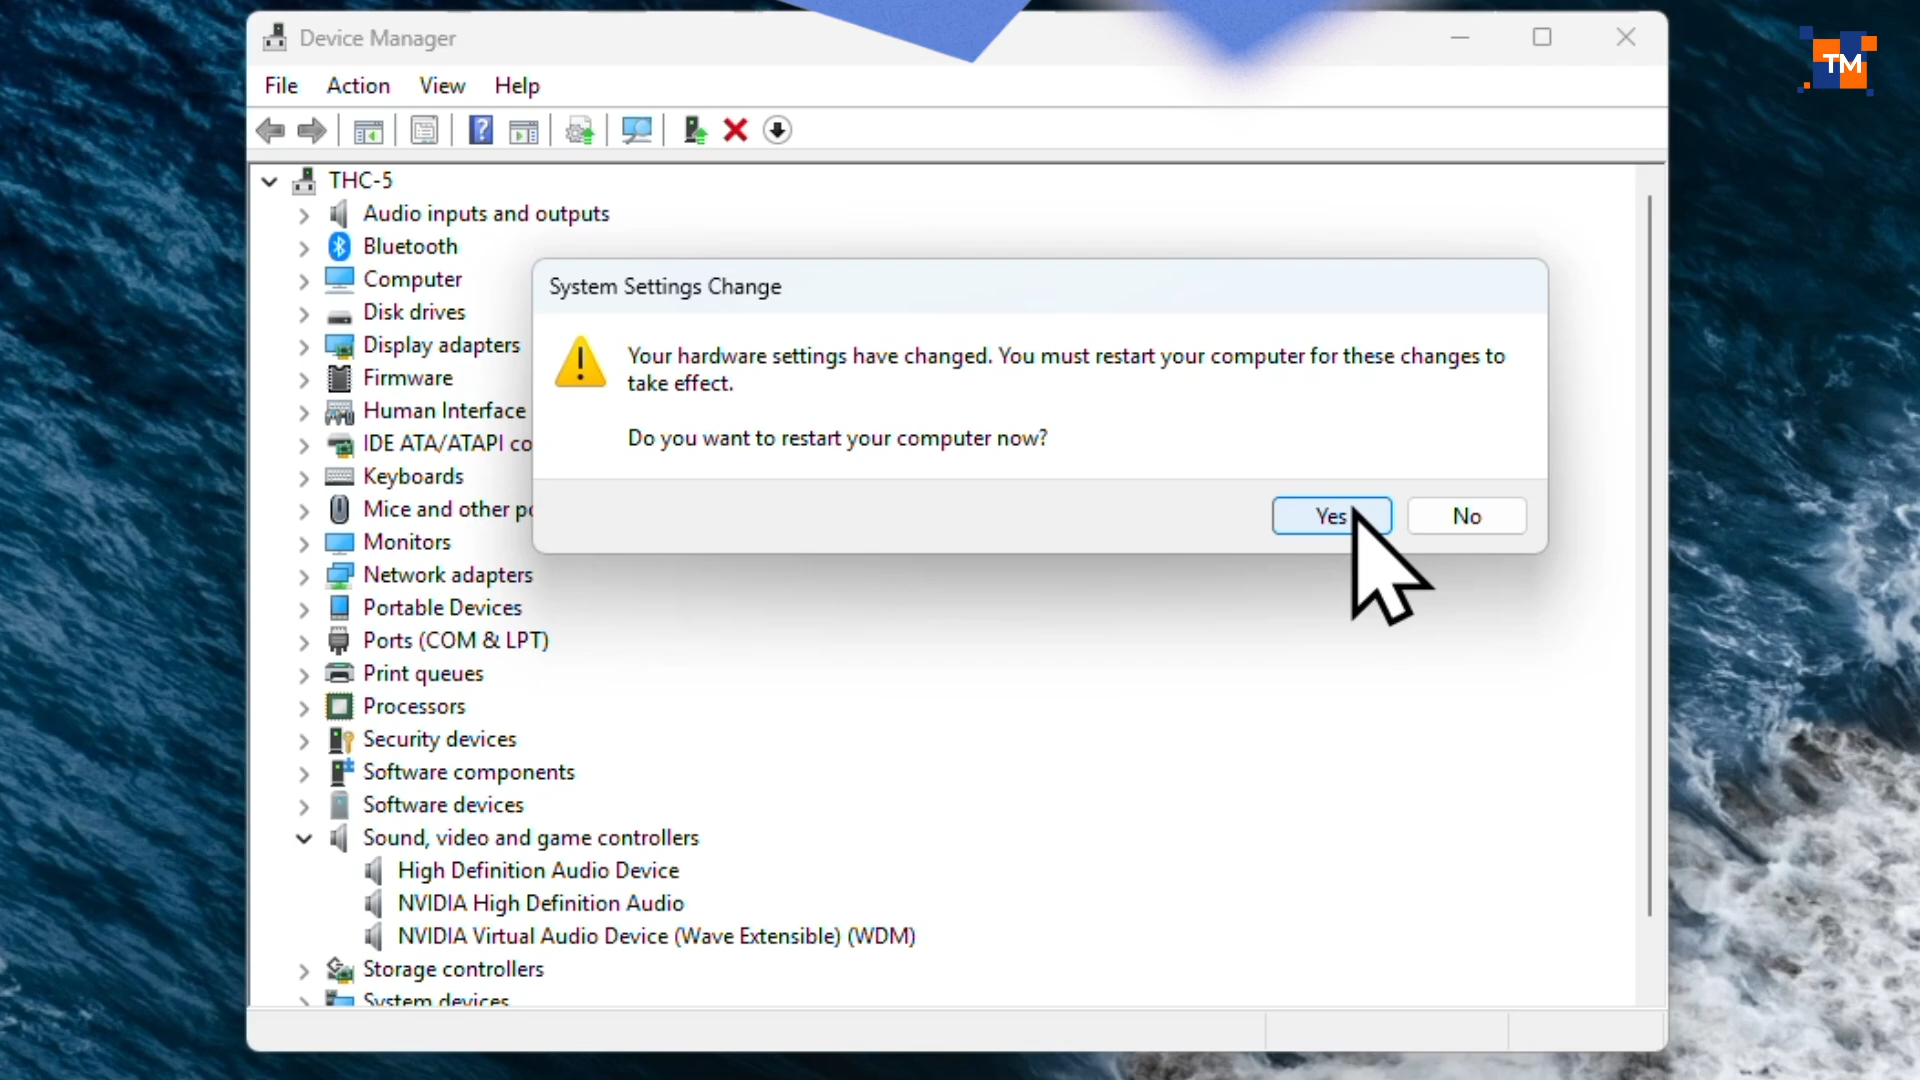 Device Manager
TM
File Action View Help
THC-5
Audio inputs and outputs
Bluetooth
Computer
Disk drives
Display adapters
Firmware
Human Interface
IDE ATA/ATAPI co
Keyboards
Mice and other po
Monitors
Network adapters
Portable Devices
Ports (COM & LPT)
Print queues
Processors
Security devices
Software components
Software devices
Sound, video and game controllers
High Definition Audio Device
NVIDIA High Definition Audio
NVIDIA Virtual Audio Device (Wave Extensible) (WDM)
Storage controllers
System devices
System Settings Change
Your hardware settings have changed. You must restart your computer for these changes to
take effect.
Do you want to restart your computer now?
Yes No